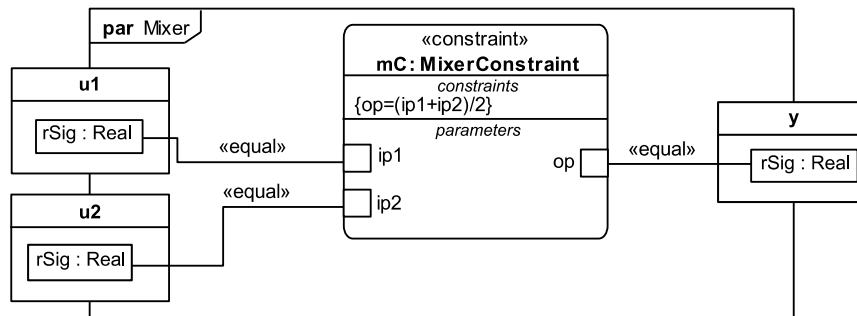 par Mixer
«constraint»
mC: MixerConstraint
constraints
{op=(ip1+ip2)/2}
parameters
u1
rSig : Real
«equal»
ip1
op
«equal»
y
rSig : Real
«equal»
ip2
u2
rSig : Real